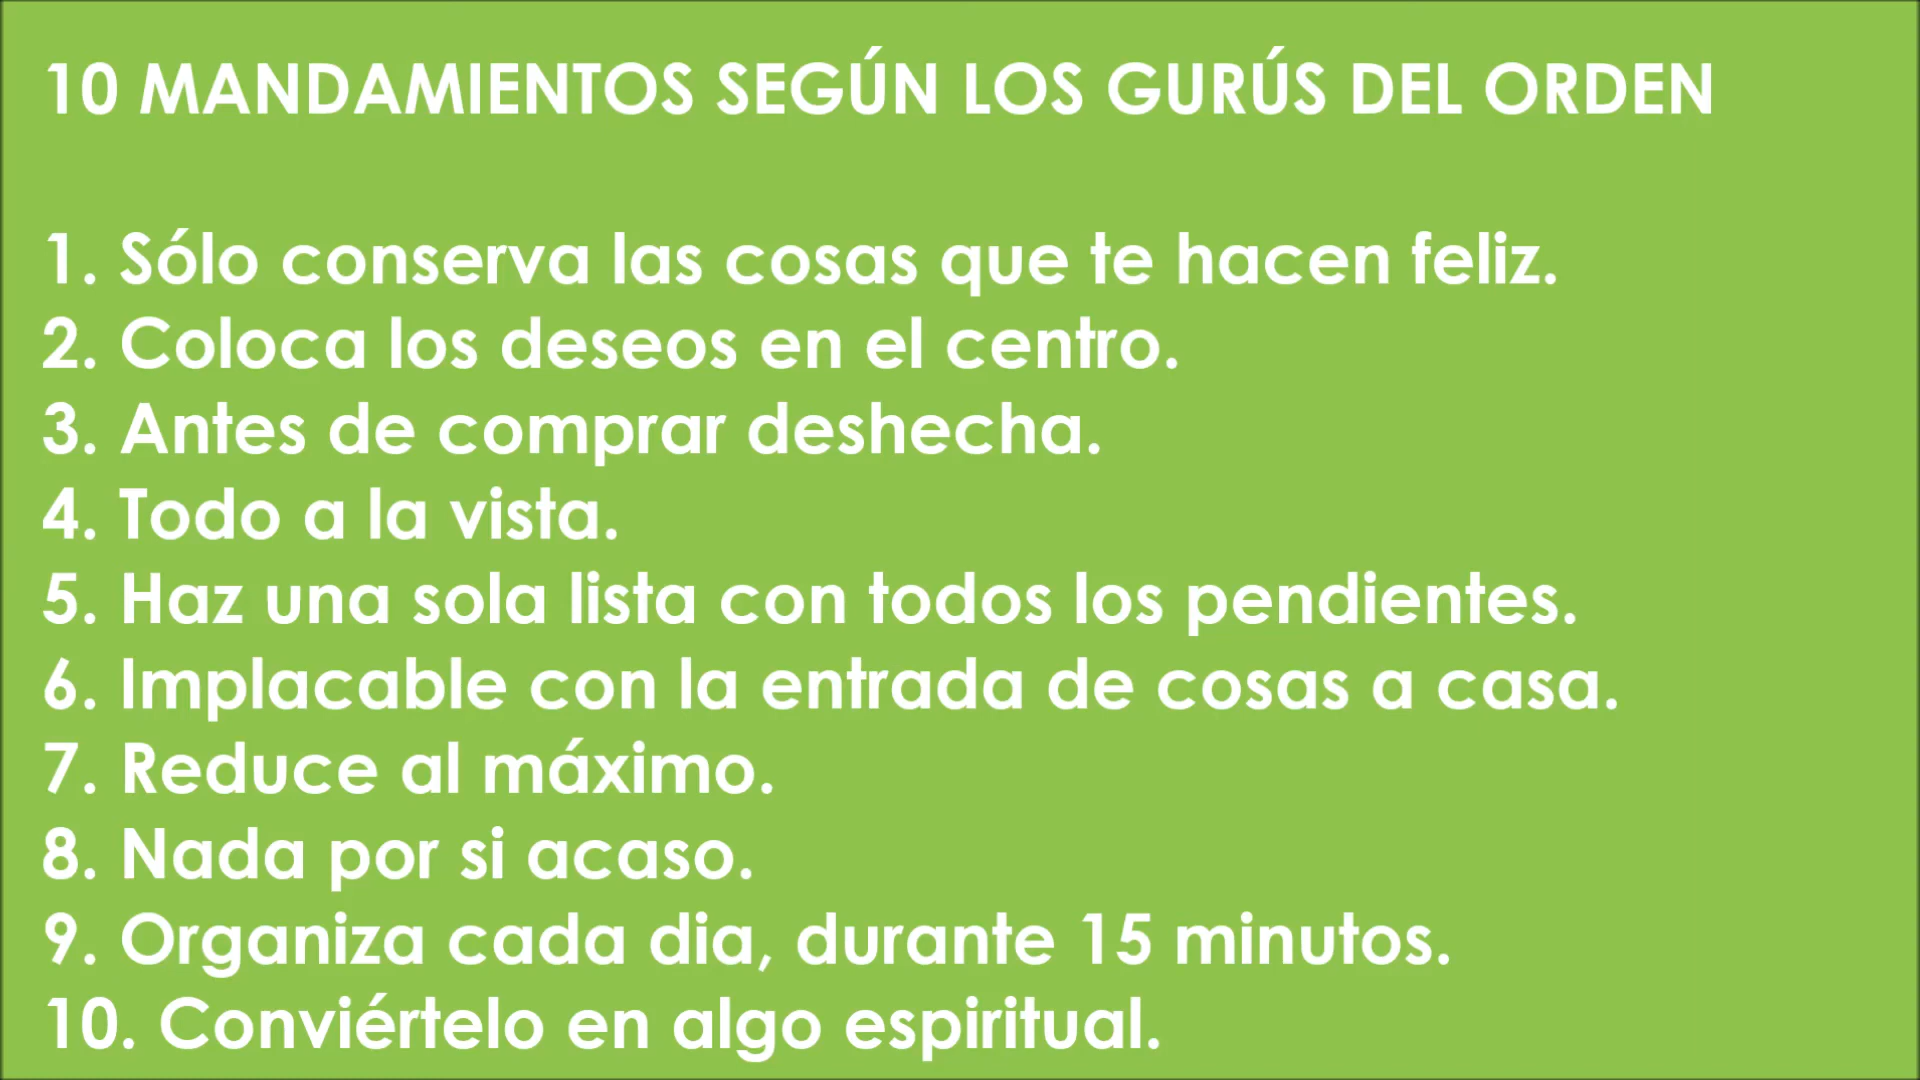 10 MANDAMIENTOS SEGÚN LOS GURÚS DEL ORDEN
1. Sólo conserva las cosas que te hacen feliz.
2. Coloca los deseos en el centro.
3. Antes de comprar deshecha.
4. Todo a la vista.
5. Haz una sola lista con todos los pendientes.
6. Implacable con la entrada de cosas a casa.
7. Reduce al máximo.
8. Nada por si acaso.
9. Organiza cada dia, durante 15 minutos.
10. Conviértelo en algo espiritual.